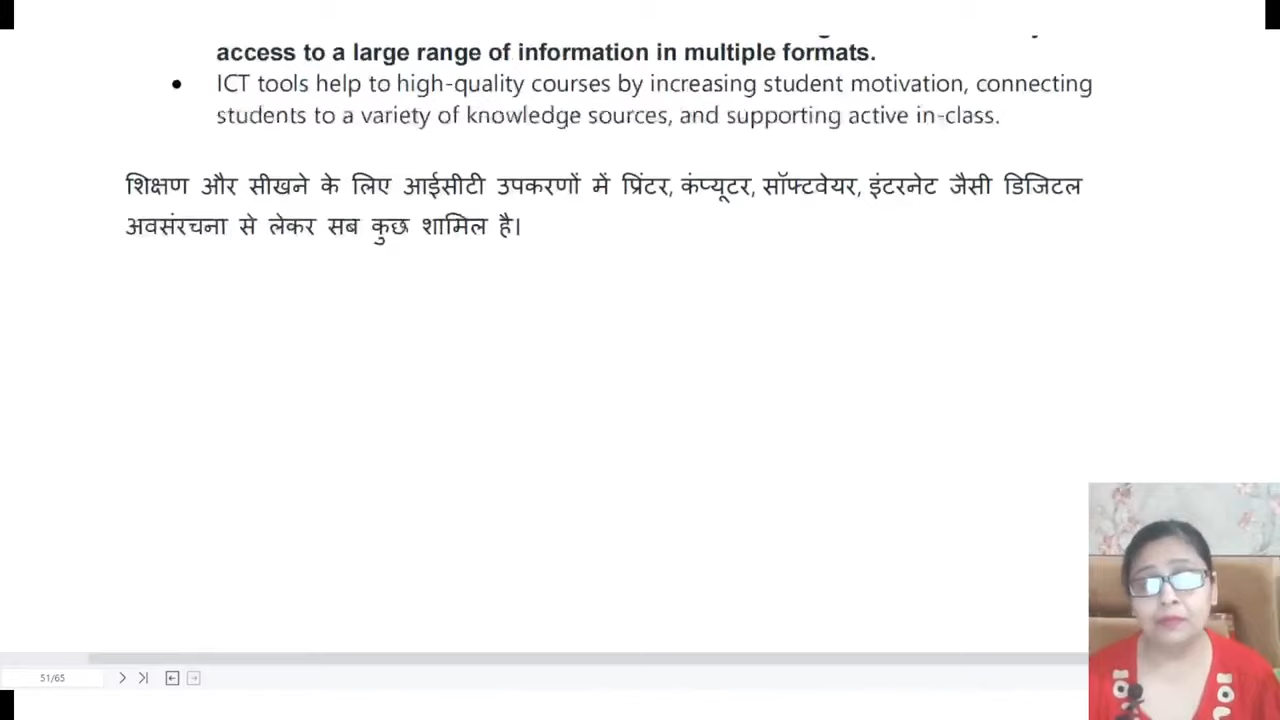 access to a large range of information in multiple formats.
• ICT tools help to high-quality courses by increasing student motivation, connecting
students to a variety of knowledge sources, and supporting active in-class.
शिक्षण और सीखने के लिए आईसीटी उपकरणों में प्रिंटर, कंप्यूटर, सॉफ्टवेयर, इंटरनेट जैसी डिजिटल
अवसंरचना से लेकर सब कुछ शामिल है।
51/65